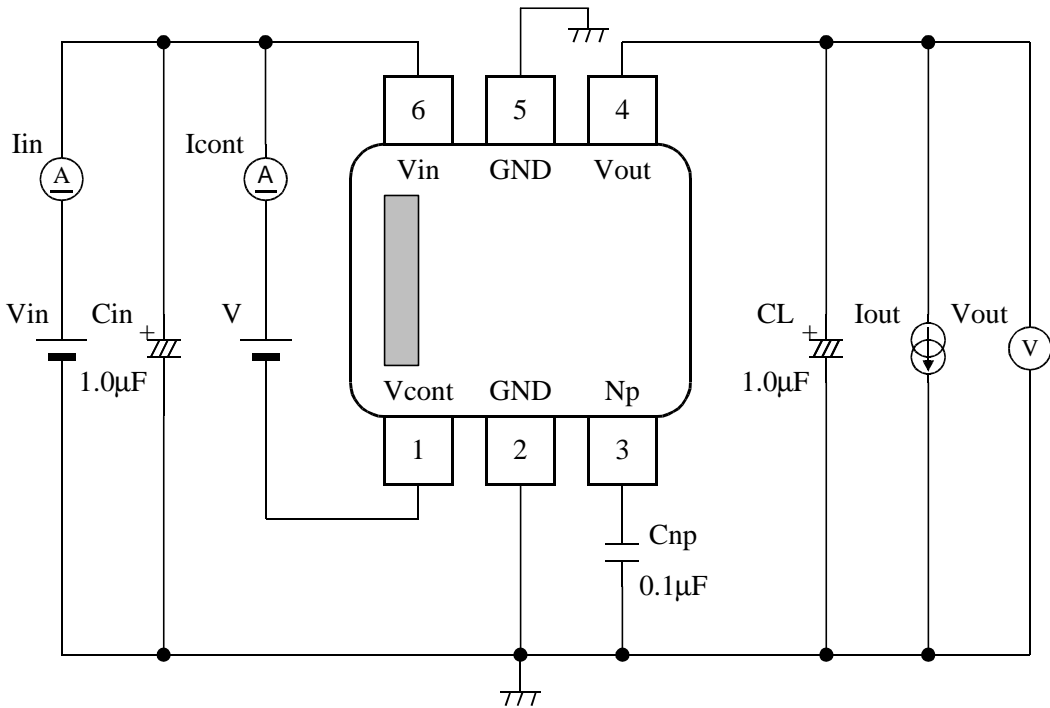 6 5 4
Iin Icont
A A
Vin GND Vout
Vin Cin + V
1.0µF
CL + Iout Vout
V
1.0µF
Vcont GND Np
1 2 3
Cnp
0.1µF